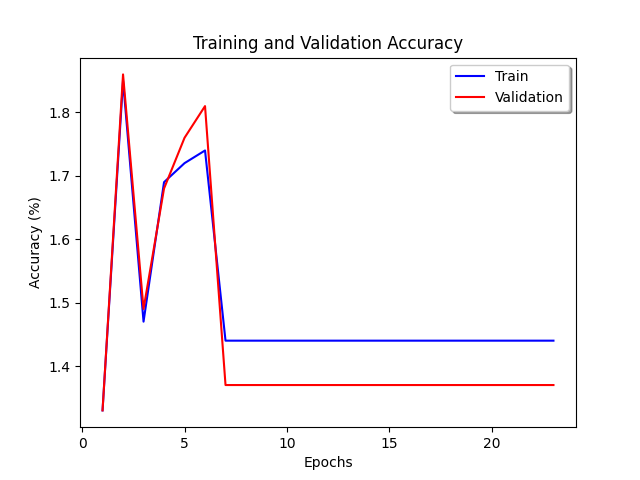 Training and Validation Accuracy
Train
Validation
Accuracy (%)
1.8
1.7
1.6
1.5
1.4
0 5 10 15 20
Epochs